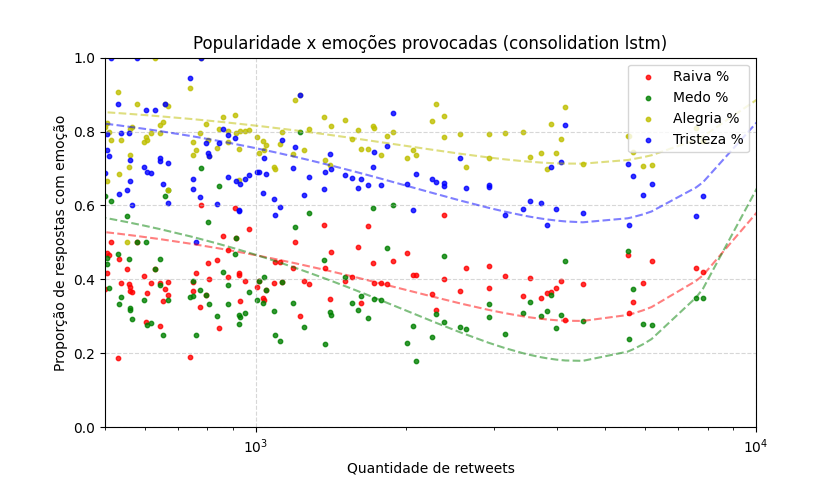 Popularidade x emoções provocadas (consolidation lstm)
Raiva %
Medo %
Alegria %
Tristeza %
Proporção de respostas com emoção
1.0
0.8
0.6
0.4
0.2
0.0
10³
10⁴
Quantidade de retweets